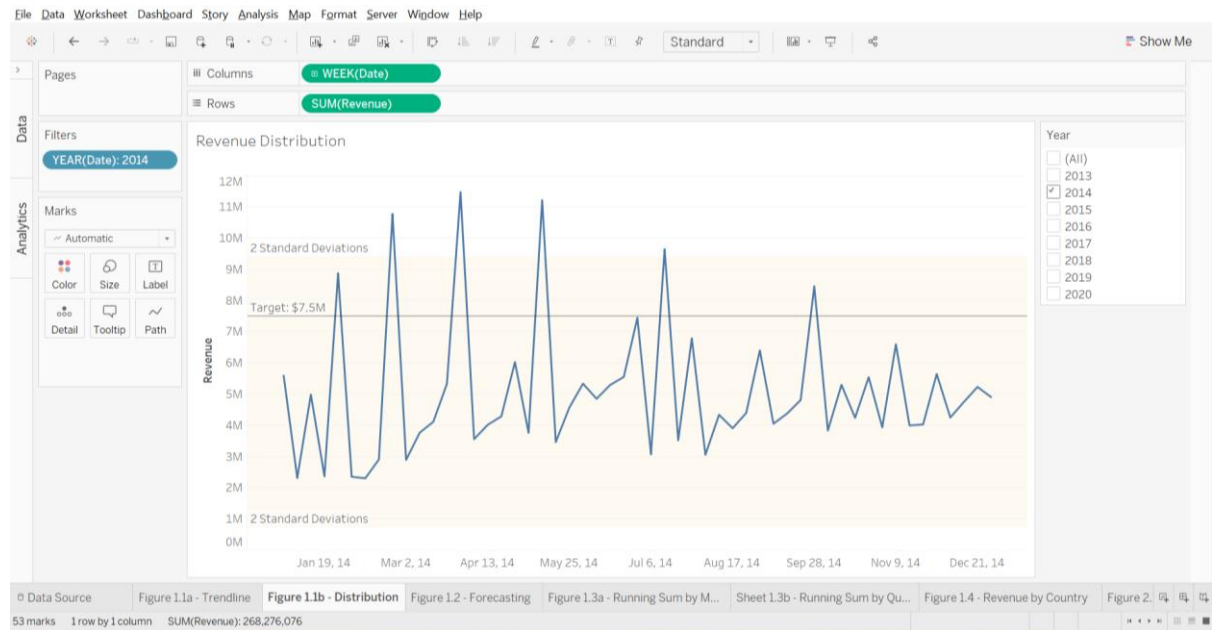 File Data Worksheet Dashboard Story Analysis Map Format Server Window Help
Standard
Show Me
Pages
Columns
WEEK(Date)
Rows
SUM(Revenue)
Data
Analytics
Filters
YEAR(Date): 2014
Marks
Automatic
Color Size Label
Detail Tooltip Path
Revenue Distribution
12M
11M
10M
2 Standard Deviations
9M
8M
Target: $7.5M
7M
Revenue
6M
5M
4M
3M
2M
1M
2 Standard Deviations
0M
Jan 19, 14 Mar 2, 14 Apr 13, 14 May 25, 14 Jul 6, 14 Aug 17, 14 Sep 28, 14 Nov 9, 14 Dec 21, 14
Year
(All)
2013
2014
2015
2016
2017
2018
2019
2020
Data Source Figure 1.1a - Trendline Figure 1.1b - Distribution Figure 1.2 - Forecasting Figure 1.3a - Running Sum by M... Sheet 1.3b - Running Sum by Qu... Figure 1.4 - Revenue by Country Figure 2.
53 marks 1 row by 1 column SUM(Revenue): 268,276,076